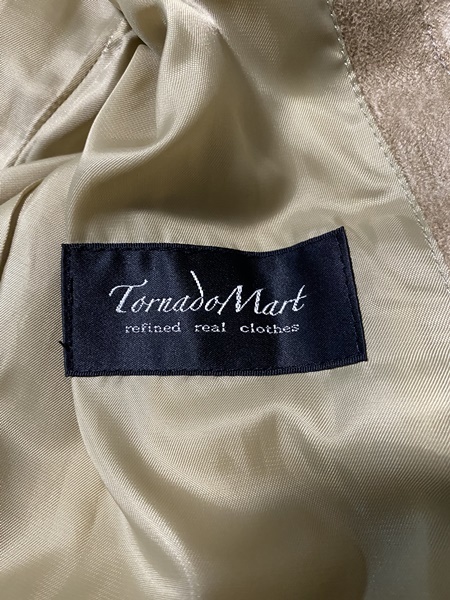 TornadoMart
refined real clothes